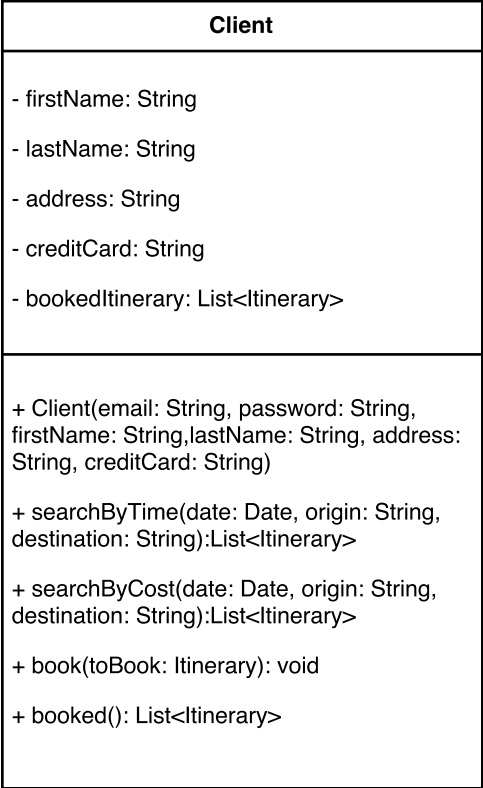 Client
- firstName: String
- lastName: String
- address: String
- creditCard: String
- bookedItinerary: List<Itinerary>
+ Client(email: String, password: String,
firstName: String,lastName: String, address:
String, creditCard: String)
+ searchByTime(date: Date, origin: String,
destination: String):List<Itinerary>
+ searchByCost(date: Date, origin: String,
destination: String):List<Itinerary>
+ book(toBook: Itinerary): void
+ booked(): List<Itinerary>